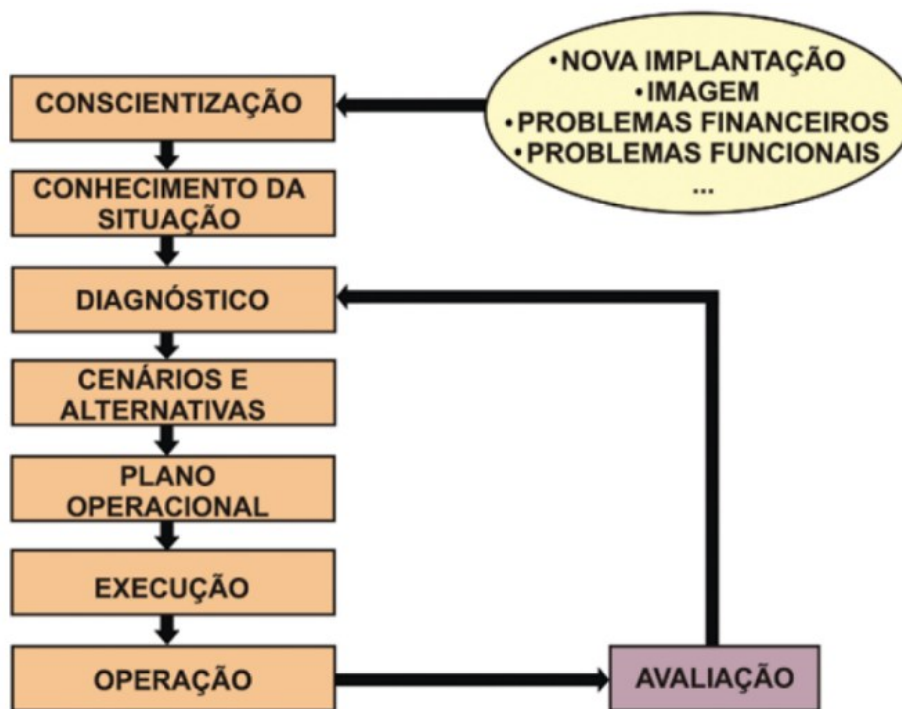 CONSCIENTIZAÇÃO
•NOVA IMPLANTAÇÃO
•IMAGEM
•PROBLEMAS FINANCEIROS
•PROBLEMAS FUNCIONAIS
...
CONHECIMENTO DA
SITUAÇÃO
DIAGNÓSTICO
CENÁRIOS E
ALTERNATIVAS
PLANO
OPERACIONAL
EXECUÇÃO
OPERAÇÃO
AVALIAÇÃO